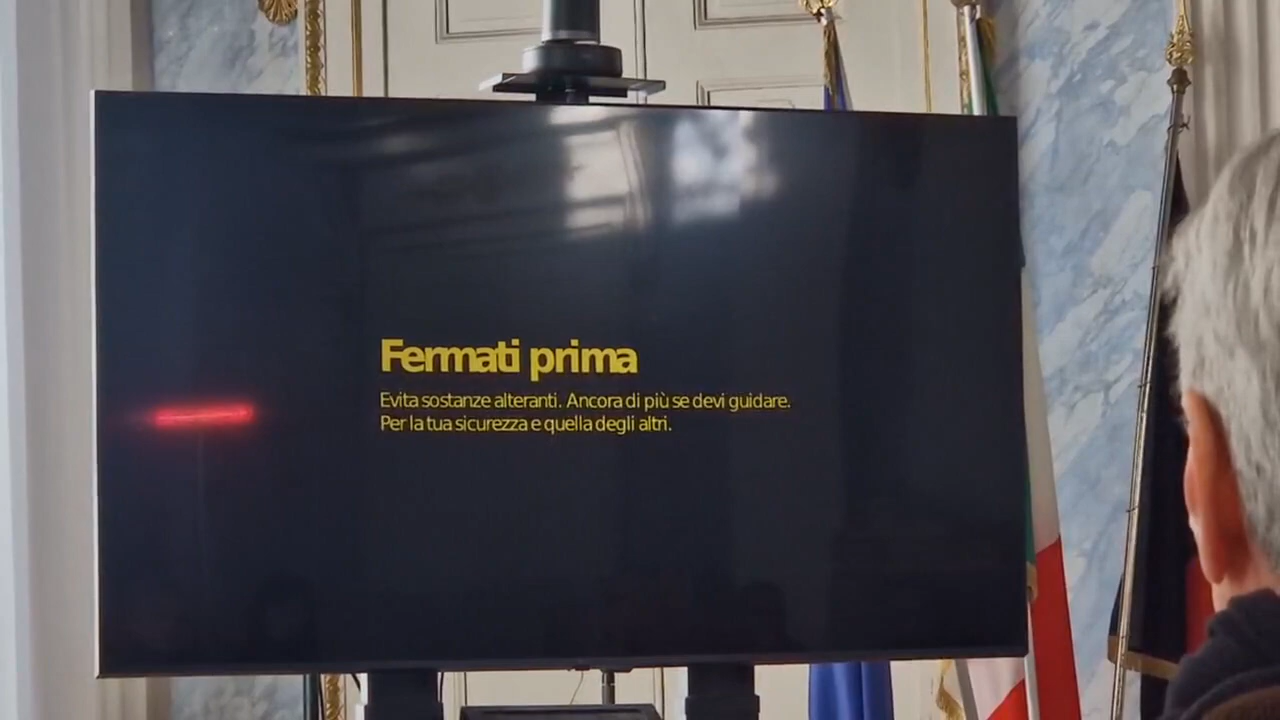 Fermati prima
Evita sostanze alteranti. Ancora di più se devi guidare.
Per la tua sicurezza e quella degli altri.